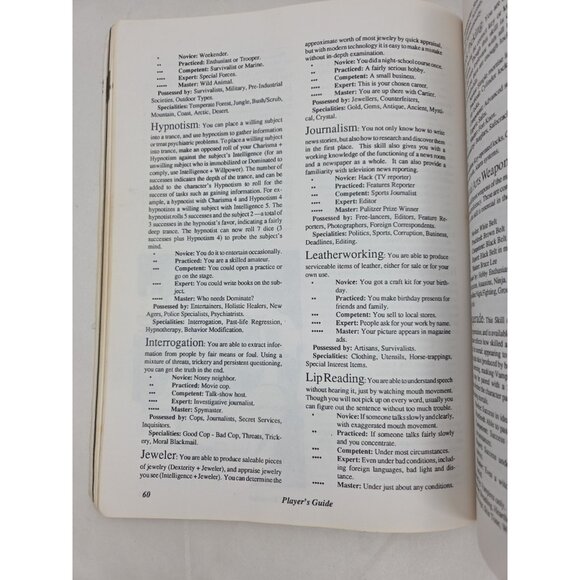 • Novice: Weekender.
•• Practiced: Enthusiast or Trooper.
••• Competent: Survivalist or Marine.
•••• Expert: Special Forces.
••••• Master: Wild Animal.
Possessed by: Survivalists, Military, Pre-Industrial
Societies, Outdoor Types.
Specialities: Temperate Forest, Jungle, Bush/Scrub,
Mountain, Coast, Arctic, Desert.
Hypnotism: You can place a willing subject
into a trance, and use hypnotism to gather information
or treat psychiatric problems. To place a willing subject
into a trance, make an opposed roll of your Charisma +
Hypnotism against the subject's Intelligence (for an
unwilling subject who is immobilized or Dominated to
comply, use Intelligence + Willpower). The number of
successes indicates the depth of the trance, and can be
added to the character's Hypnotism to roll for the
success of tasks such as gaining information. For ex-
ample, a hypnotist with Charisma 4 and Hypnotism 4
hypnotizes a willing subject with Intelligence 5. The
hypnotist rolls 5 successes and the subject 2—a total of
3 successes in the hypnotist's favor, indicating a fairly
deep trance. The hypnotist can now roll 7 dice (3
successes plus Hypnotism 4) to probe the subject's
mind.
• Novice: You do it to entertain occasionally.
•• Practiced: You are a skilled amateur.
••• Competent: You could open a practice or
go on the stage.
•••• Expert: You could write books on the sub-
ject.
••••• Master: Who needs Dominate?
Possessed by: Entertainers, Holistic Healers, New
Agers, Police Specialists, Psychiatrists.
Specialities: Interrogation, Past-life Regression,
Hypnotherapy, Behavior Modification.
Interrogation: You are able to extract infor-
mation from people by fair means or foul. Using a
mixture of threats, trickery and persistent questioning,
you can get the truth in the end.
• Novice: Nosey neighbor.
•• Practiced: Movie cop.
••• Competent: Talk-show host.
•••• Expert: Investigative journalist.
••••• Master: Spymaster.
Possessed by: Cops, Journalists, Secret Services,
Inquisitors.
Specialities: Good Cop - Bad Cop, Threats, Trick-
ery, Moral Blackmail.
Jeweler: You are able to produce saleable pieces
of jewelry (Dexterity + Jeweler), and appraise jewelry
you see (Intelligence + Jeweler). You can determine the
approximate worth of most jewelry by quick appraisal,
but with modern technology it is easy to make a mistake
without in-depth examination.
• Novice: You did a night-school course once.
•• Practiced: A fairly serious hobby.
••• Competent: A small business.
•••• Expert: This is your chosen career.
••••• Master: You are up there with Cartier.
Possessed by: Jewellers, Counterfeiters,
Specialities: Gold, Gems, Antique, Ancient, Mysti-
cal, Crystal.
Journalism: You not only know how to write
news stories, but also how to research and discover them
in the first place. This skill also gives you a
working knowledge of the functioning of a news room
and a newspaper as a whole. It can also provide a
familiarity with television news reporting.
• Novice: Hack (TV reporter)
•• Practiced: Features Reporter
••• Competent: Sports Journalist
•••• Expert: Editor
••••• Master: Pulitzer Prize Winner
Possessed by: Free-lancers, Editors, Feature Re-
porters, Photographers, Foreign Correspondents.
Specialities: Politics, Sports, Corruption, Business,
Deadlines, Editing.
Leatherworking: You are able to produce
serviceable items of leather, either for sale or for your
own use.
• Novice: You got a craft kit for your birth-
day.
•• Practiced: You make birthday presents for
friends and family.
••• Competent: You sell to local stores.
•••• Expert: People ask for your work by name.
••••• Master: Your picture appears in magazine
ads.
Possessed by: Artisans, Survivalists.
Specialities: Clothing, Utensils, Horse-trappings,
Special Interest Items.
Lip Reading: You are able to understand speech
without hearing it, just by watching mouth movement.
Though you will not pick up on every word, usually you
can figure out the sentence without too much trouble.
• Novice: If someone talks slowly and clearly,
with exaggerated mouth movement.
•• Practiced: If someone talks fairly slowly
and you concentrate.
••• Competent: Under most circumstances.
•••• Expert: Even under bad conditions, includ-
ing foreign languages, bad light and dis-
tance.
••••• Master: Under just about any conditions.
60
Player's Guide